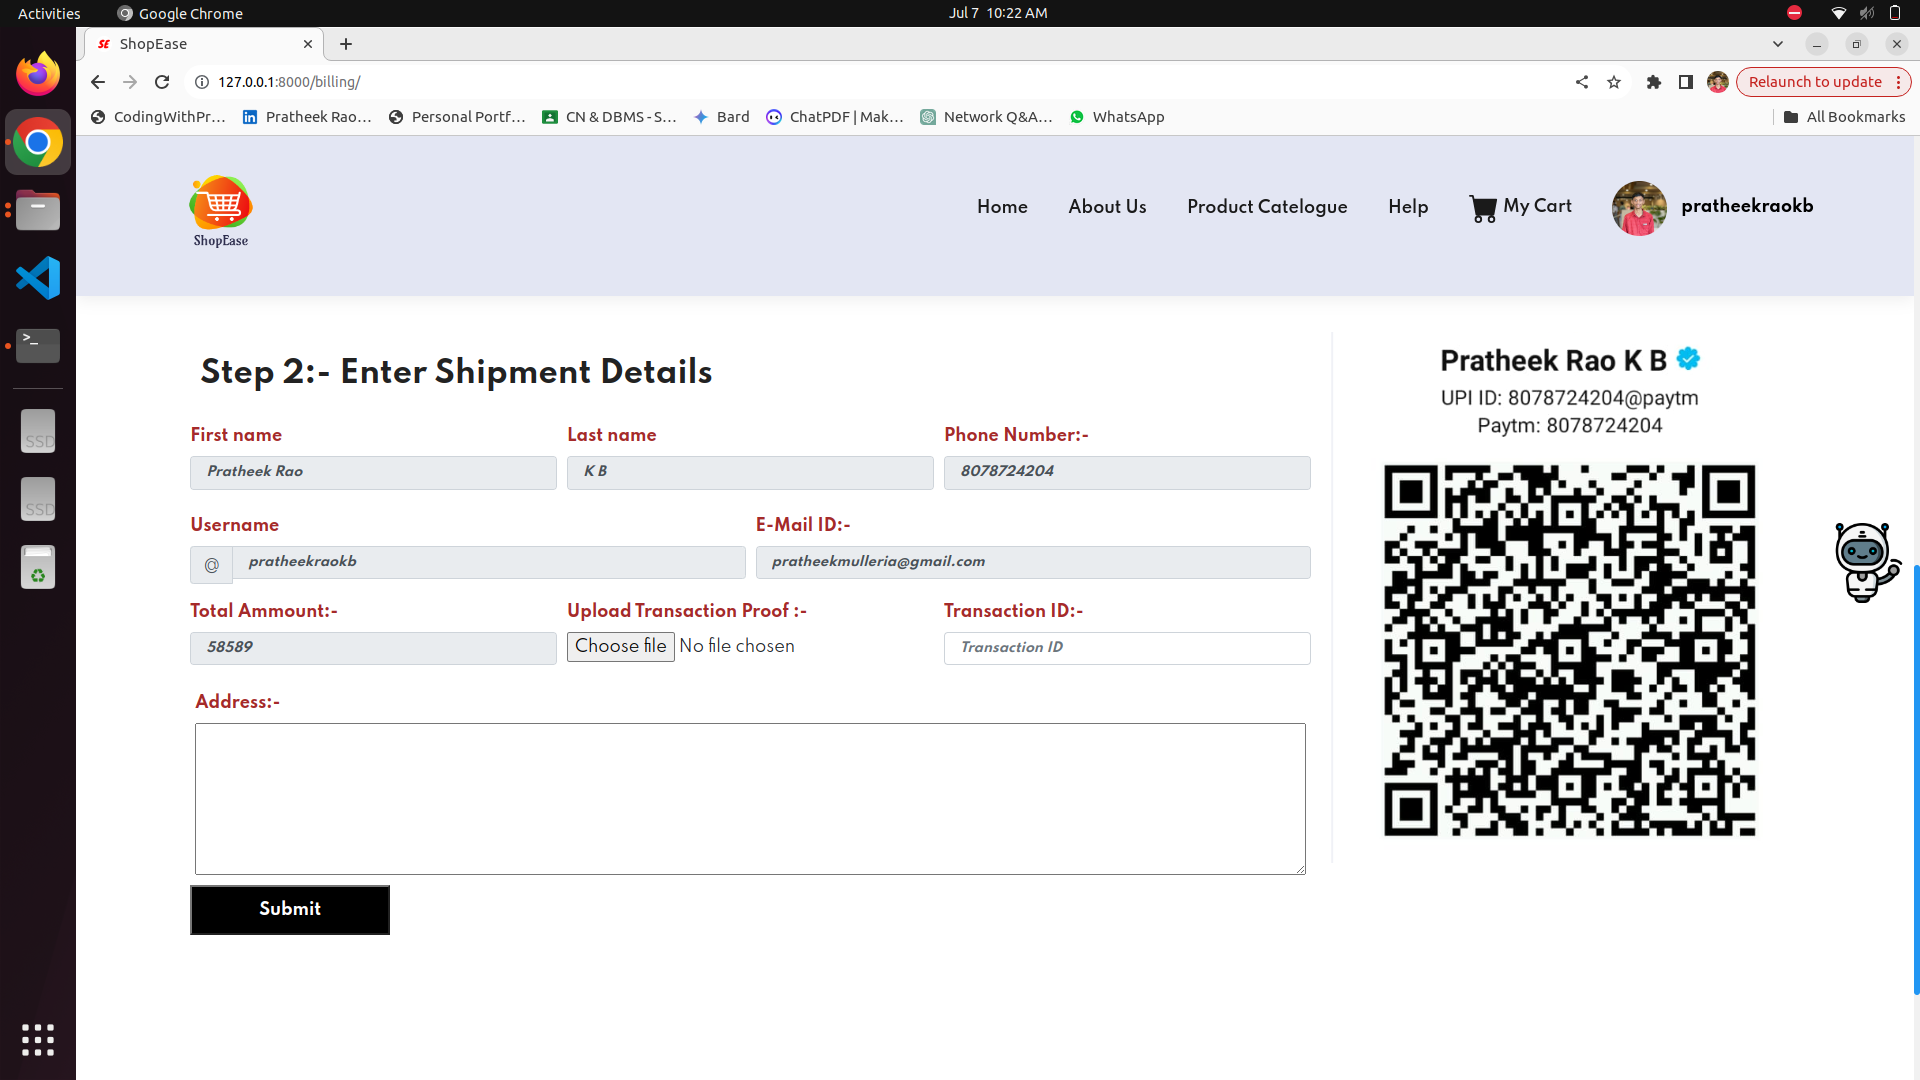 Activities
Google Chrome
Jul 7 10:22 AM
SE ShopEase
127.0.0.1:8000/billing/
Relaunch to update
CodingWithPr...
Pratheek Rao...
Personal Portf...
CN & DBMS - S...
Bard
ChatPDF | Mak...
Network Q&A...
WhatsApp
All Bookmarks
ShopEase
Home
About Us
Product Catelogue
Help
My Cart
pratheekraokb
Step 2:- Enter Shipment Details
First name
Last name
Phone Number:-
Pratheek Rao
K B
8078724204
Username
E-Mail ID:-
@ pratheekraokb
pratheekmulleria@gmail.com
Total Ammount:-
Upload Transaction Proof :-
Transaction ID:-
58589
Choose file No file chosen
Transaction ID
Address:-
Submit
Pratheek Rao K B
UPI ID: 8078724204@paytm
Paytm: 8078724204
SSD
SSD